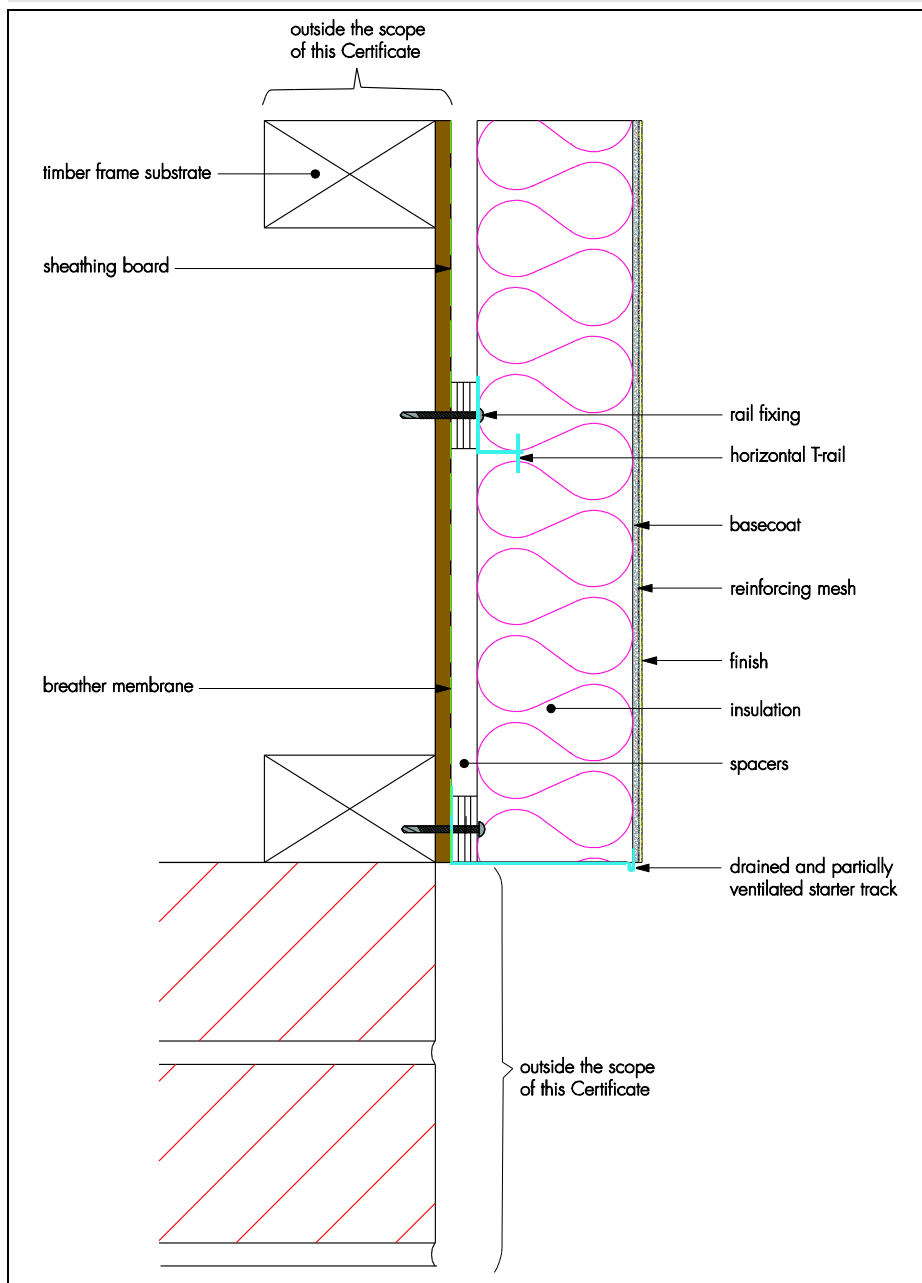 outside the scope
of this Certificate
timber frame substrate
sheathing board
rail fixing
horizontal T-rail
basecoat
reinforcing mesh
finish
breather membrane
insulation
spacers
drained and partially
ventilated starter track
outside the scope
of this Certificate